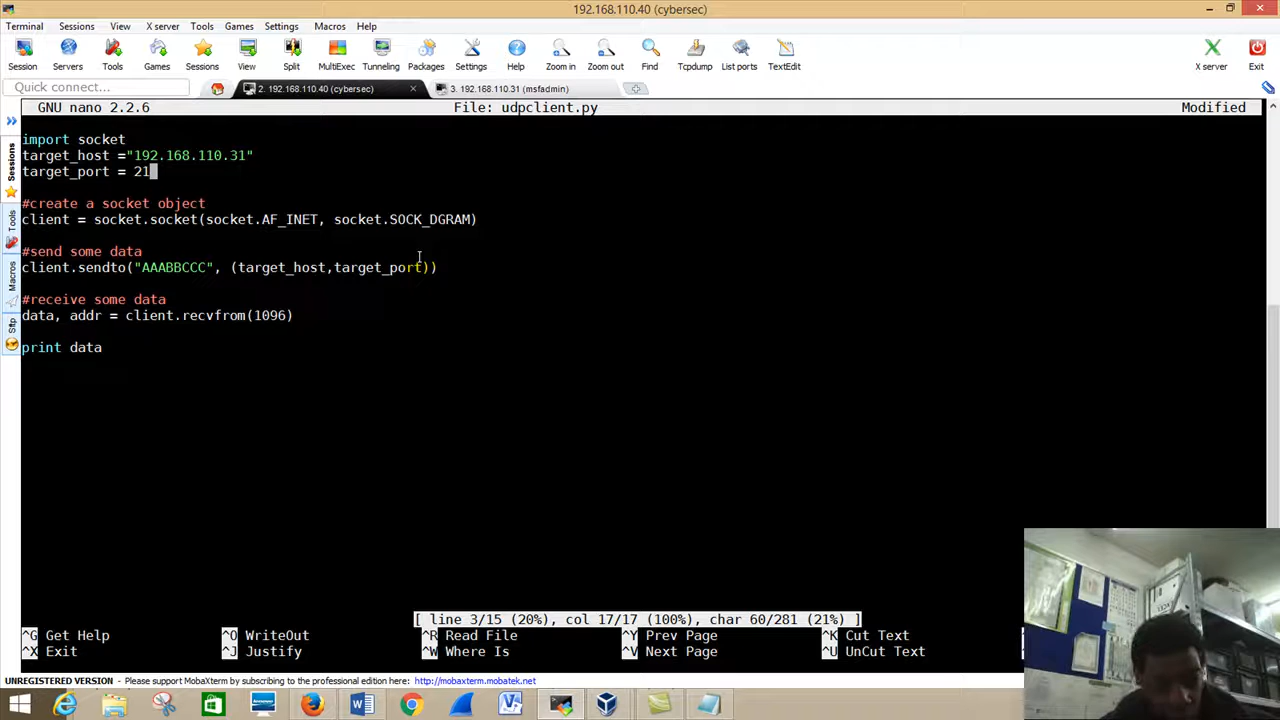 192.168.110.40 (cybersec)
Terminal Sessions View X server Tools Games Settings Macros Help
Session Servers Tools Games Sessions View Split MultiExec Tunneling Packages Settings Help Zoom in Zoom out Find Tcpdump List ports TextEdit X server Exit
Quick connect...
2. 192.168.110.40 (cybersec)
3. 192.168.110.31 (msfadmin)
GNU nano 2.2.6 File: udpclient.py Modified
Sessions
Tools
Macros
Sftp
import socket
target_host ="192.168.110.31"
target_port = 21
#create a socket object
client = socket.socket(socket.AF_INET, socket.SOCK_DGRAM)
#send some data
client.sendto("AAABBCCC", (target_host,target_port))
#receive some data
data, addr = client.recvfrom(1096)
print data
[ line 3/15 (20%), col 17/17 (100%), char 60/281 (21%) ]
^G Get Help ^O WriteOut ^R Read File ^Y Prev Page ^K Cut Text
^X Exit ^J Justify ^W Where Is ^V Next Page ^U UnCut Text
UNREGISTERED VERSION - Please support MobaXterm by subscribing to the professional edition here: http://mobaxterm.mobatek.net